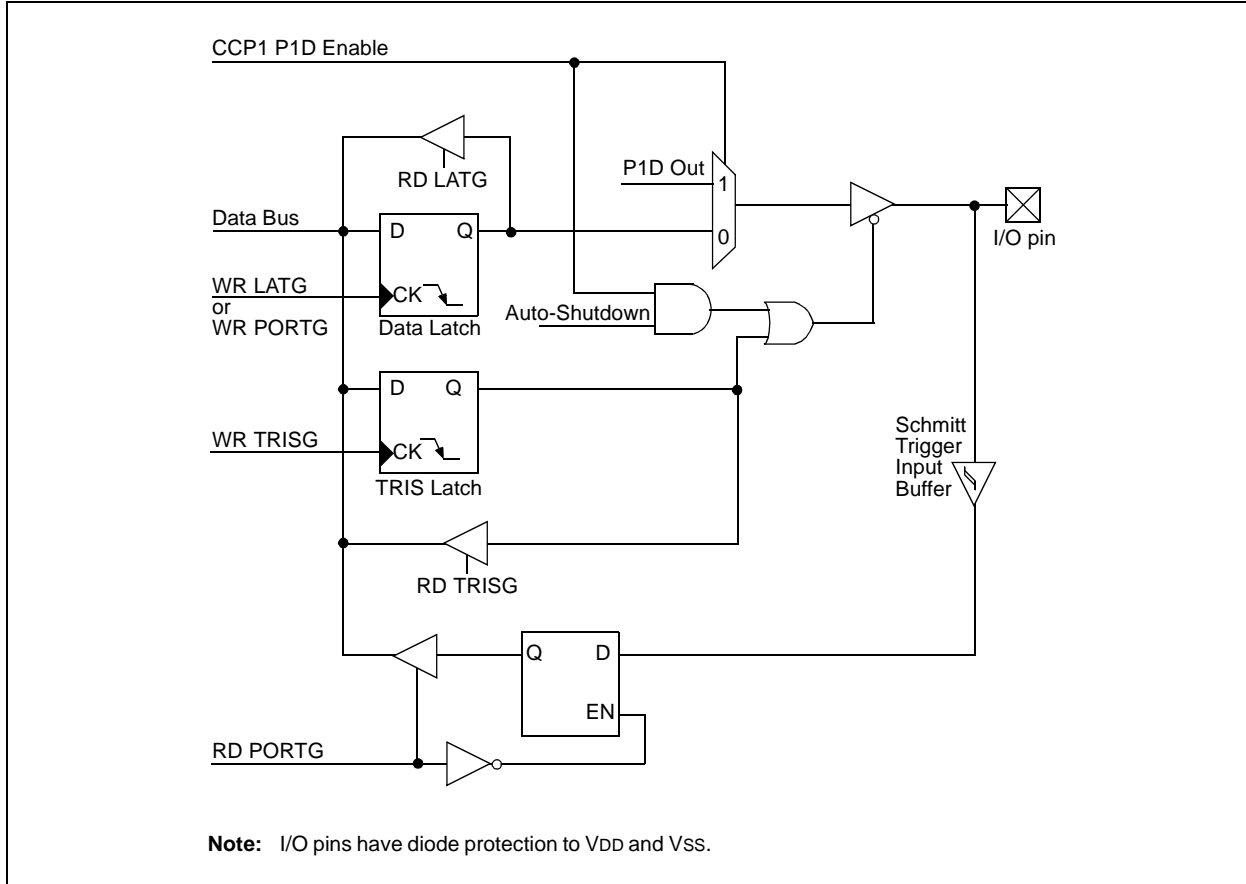 CCP1 P1D Enable
RD LATG
P1D Out
1
0
Data Bus
D Q
CK
Data Latch
WR LATG
or
WR PORTG
I/O pin
Auto-Shutdown
D Q
CK
TRIS Latch
WR TRISG
Schmitt
Trigger
Input
Buffer
RD TRISG
Q D
EN
RD PORTG
Note: I/O pins have diode protection to VDD and VSS.